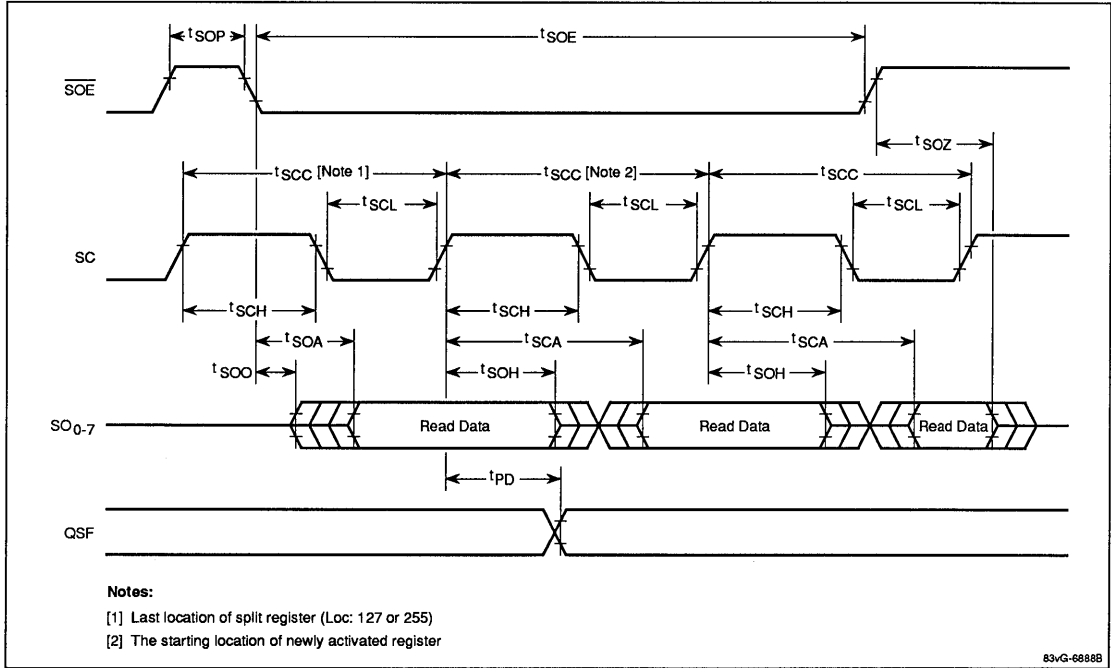 tSOP
tSOE
SOE
tSOZ
tSCC [Note 1]
tSCC [Note 2]
tSCC
tSCL
tSCL
tSCL
SC
tSCH
tSCH
tSCH
tSOA
tSCA
tSCA
tSOO
tSOH
tSOH
SO0-7
Read Data
Read Data
Read Data
tPD
QSF
Notes:
[1] Last location of split register (Loc: 127 or 255)
[2] The starting location of newly activated register
83vG-6888B